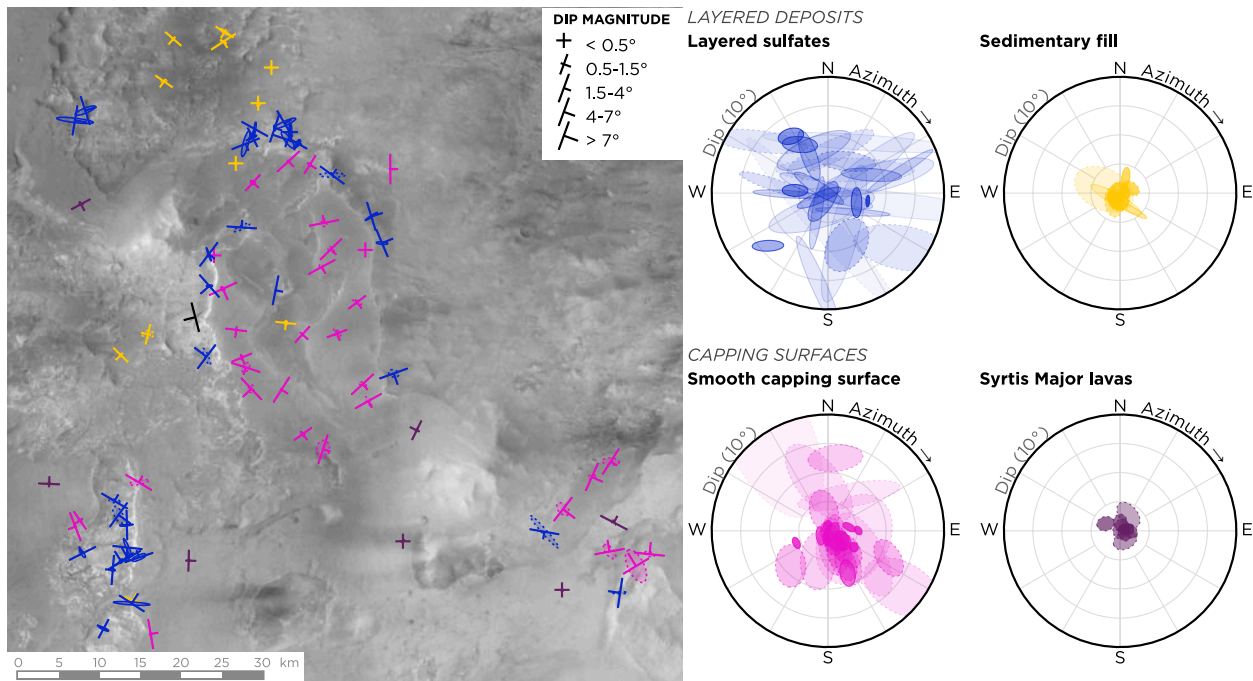 DIP MAGNITUDE
< 0.5°
0.5-1.5°
1.5-4°
4-7°
> 7°
0 5 10 15 20 25 30 km
LAYERED DEPOSITS
Layered sulfates
N
Azimuth →
Dip (10°)
W
E
S
Sedimentary fill
N
Azimuth →
Dip (10°)
W
E
S
CAPPING SURFACES
Smooth capping surface
N
Azimuth →
Dip (10°)
W
E
S
Syrtis Major lavas
N
Azimuth →
Dip (10°)
W
E
S